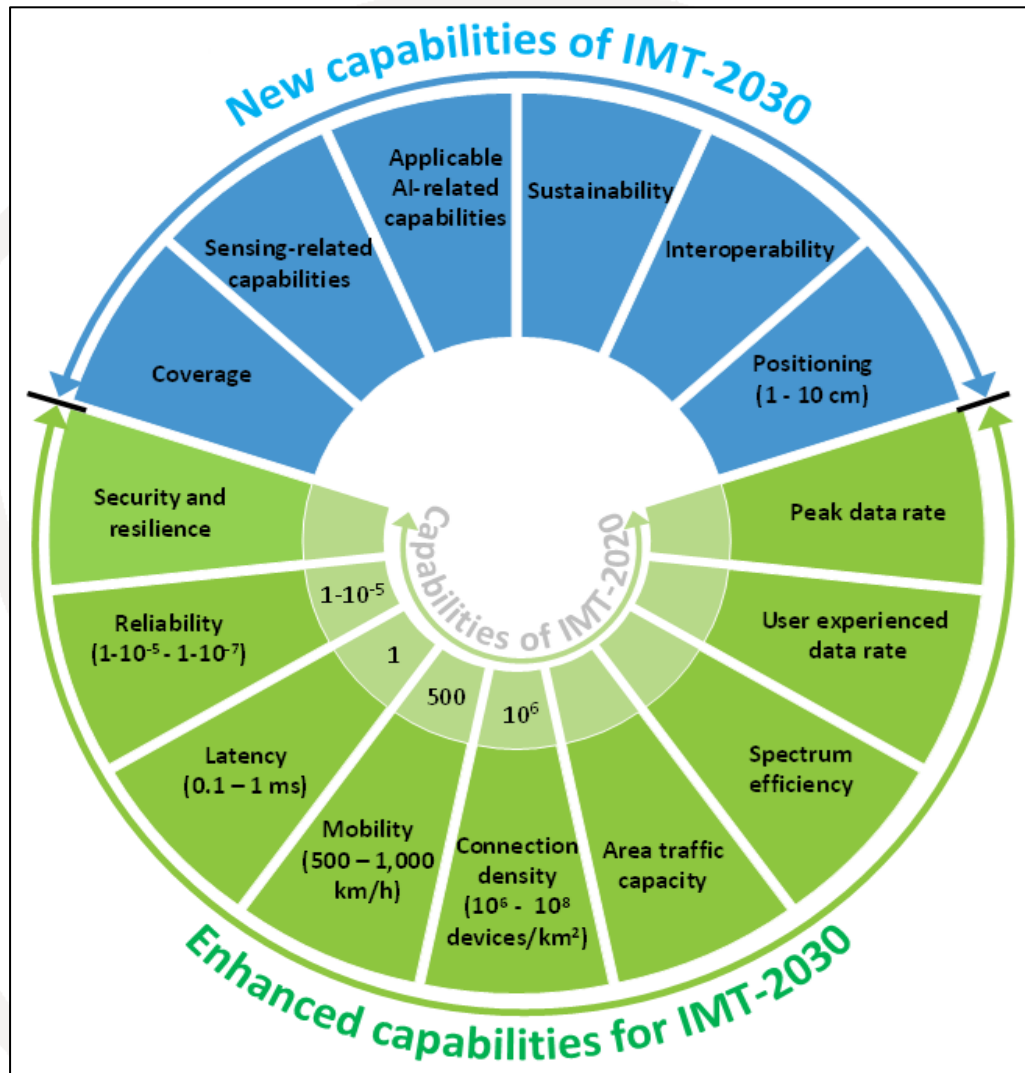 New capabilities of IMT-2030
Applicable
AI-related
capabilities
Sustainability
Sensing-related
capabilities
Interoperability
Coverage
Positioning
(1 - 10 cm)
Security and
resilience
Peak data rate
Capabilities of IMT-2020
1-10⁻⁵
1
500
10⁶
Reliability
(1-10⁻⁵ - 1-10⁻⁷)
User experienced
data rate
Latency
(0.1 – 1 ms)
Spectrum
efficiency
Mobility
(500 – 1,000
km/h)
Connection
density
(10⁶ - 10⁸
devices/km²)
Area traffic
capacity
Enhanced capabilities for IMT-2030